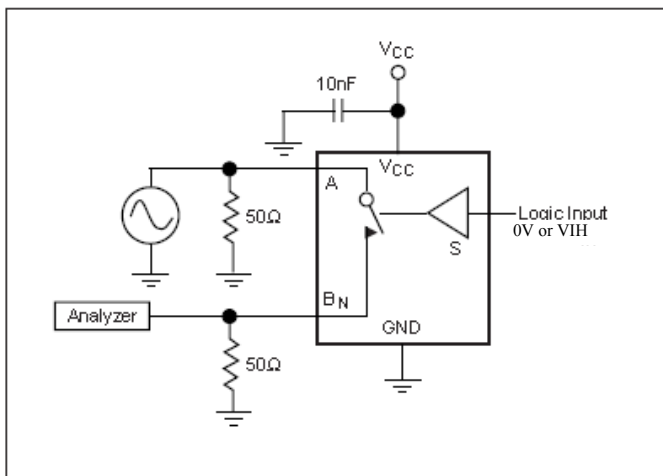 VCC
10nF
VCC
A
50Ω
Logic Input
0V or VIH
S
BN
GND
Analyzer
50Ω